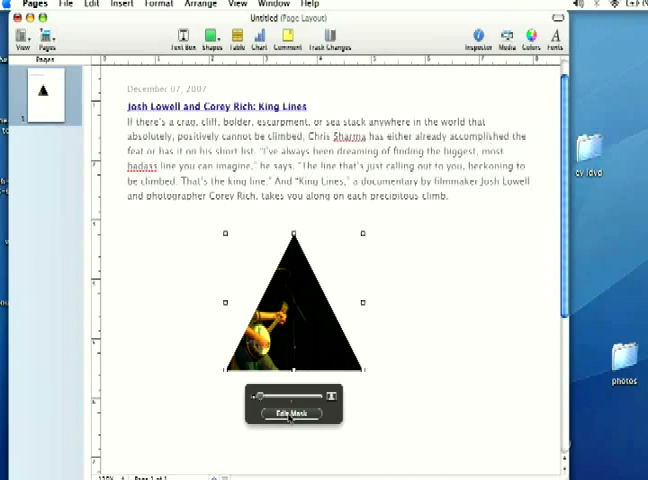 Pages File Edit Insert Format Arrange View Window Help
Untitled (Page Layout)
View Pages Text Box Shapes Table Chart Comment Track Changes Inspector Media Colors Fonts
Pages
December 07, 2007
Josh Lowell and Corey Rich: King Lines
If there's a crag, cliff, bolder, escarpment, or sea stack anywhere in the world that
absolutely, positively cannot be climbed, Chris Sharma has either already accomplished the
feat or has it on his short list. "I've always been dreaming of finding the biggest, most
badass line you can imagine," he says. "The line that's just calling out to you, beckoning to
be climbed. That's the king line." And "King Lines," a documentary by filmmaker Josh Lowell
and photographer Corey Rich, takes you along on each precipitous climb.
Edit Mask
photos
Page 1 of 1